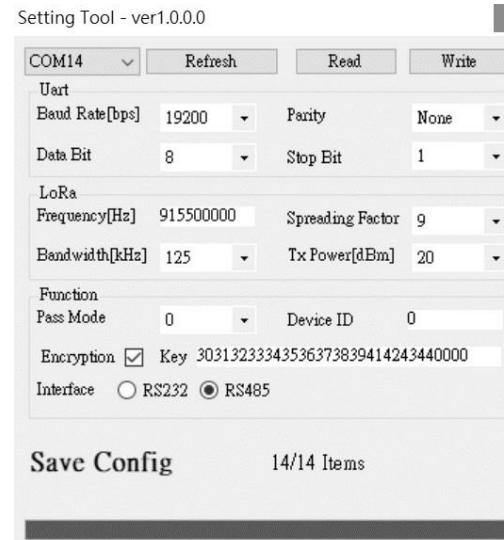 Setting Tool - ver1.0.0.0
COM14 Refresh Read Write
Uart
Baud Rate[bps] 19200 Parity None
Data Bit 8 Stop Bit 1
LoRa
Frequency[Hz] 915500000 Spreading Factor 9
Bandwidth[kHz] 125 Tx Power[dBm] 20
Function
Pass Mode 0 Device ID 0
Encryption Key 30313233343536373839414243440000
Interface RS232 RS485
Save Config 14/14 Items